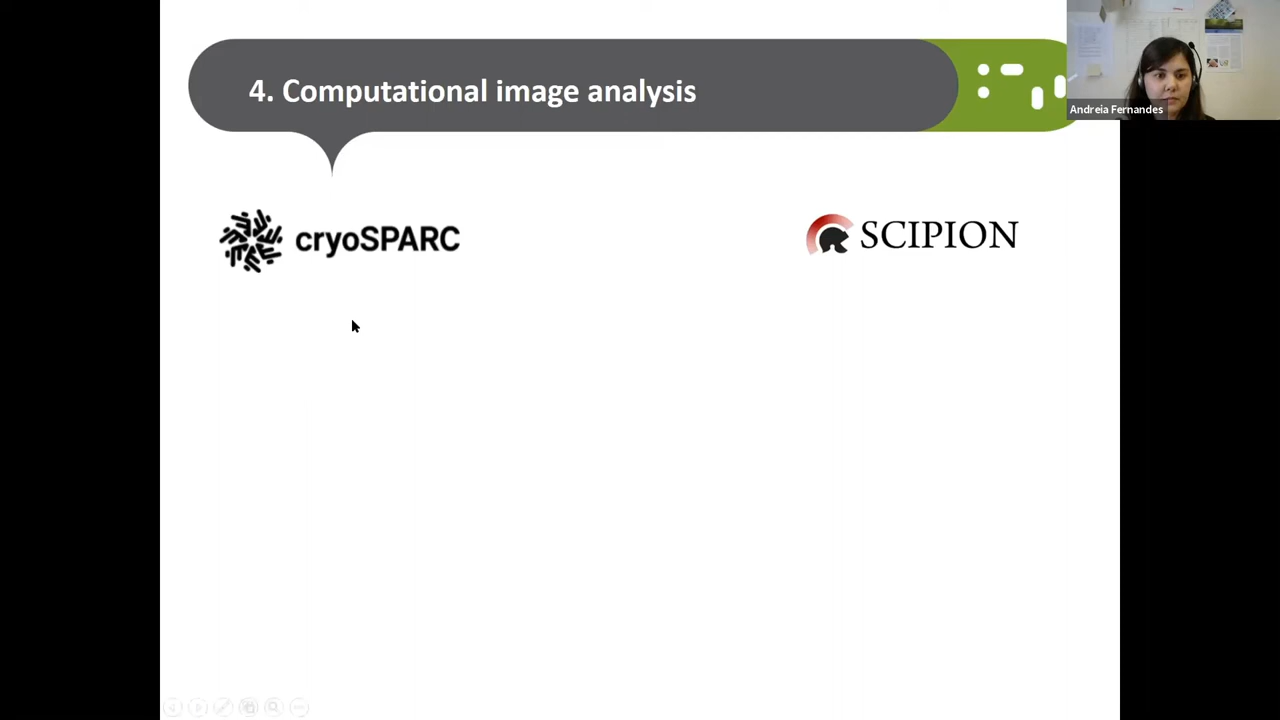 4. Computational image analysis
Andreia Fernandes
cryoSPARC
SCIPION